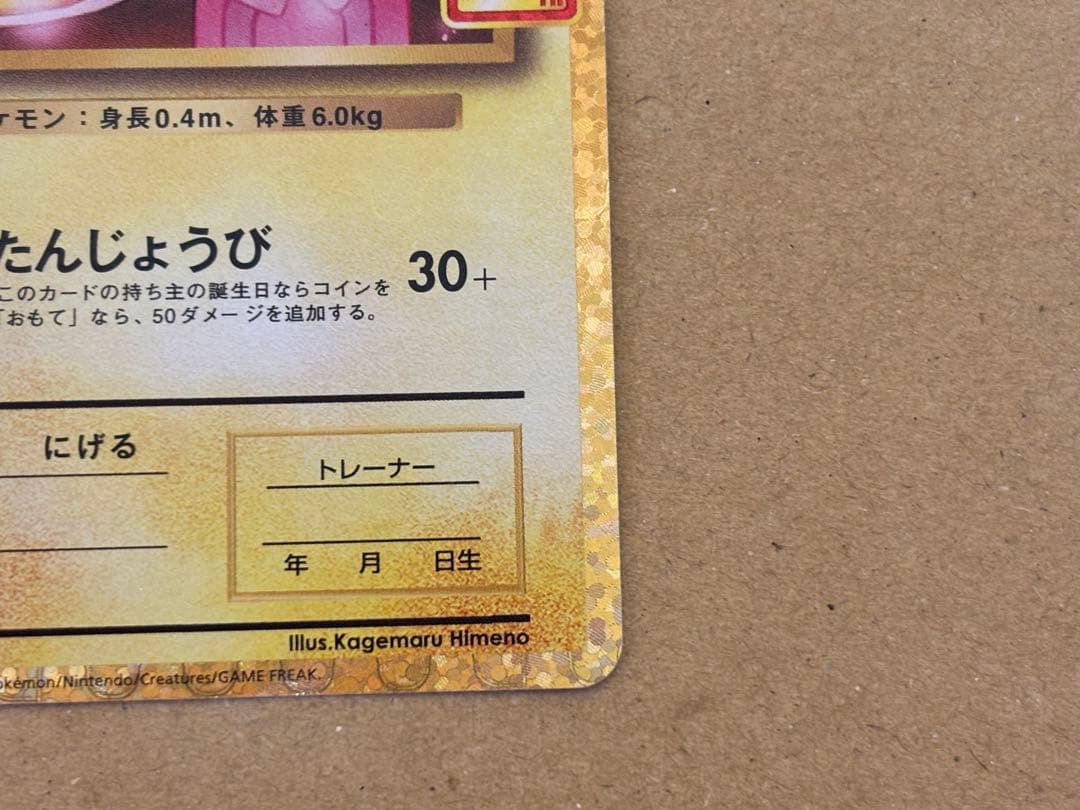 ケモン：身長0.4m、体重6.0kg
たんじょうび
30+
このカードの持ち主の誕生日ならコインを
「おもて」なら、50ダメージを追加する。
にげる
トレーナー
年 月 日生
Illus.Kagemaru Himeno
okémon/Nintendo/Creatures/GAME FREAK.